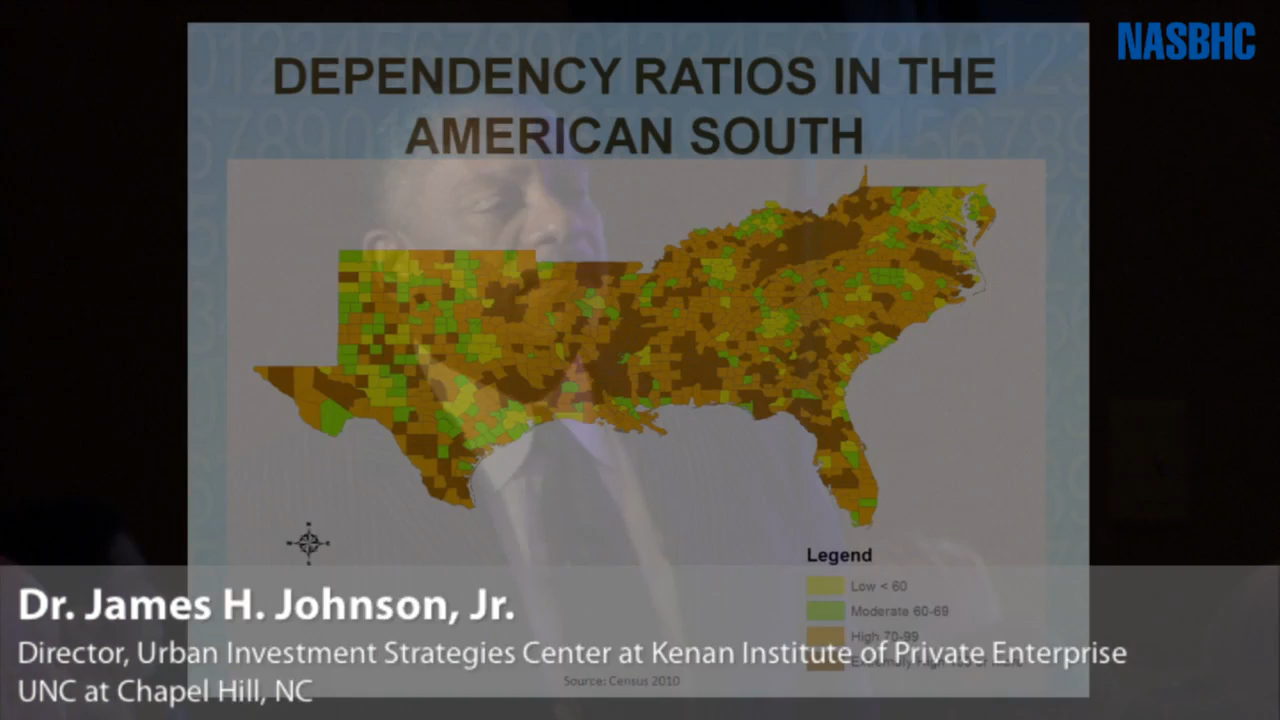 NASBHC
DEPENDENCY RATIOS IN THE
AMERICAN SOUTH
N
Legend
Low < 60
Moderate 60-69
High 70-99
Extremely High
Source: Census 2010
Dr. James H. Johnson, Jr.
Director, Urban Investment Strategies Center at Kenan Institute of Private Enterprise
UNC at Chapel Hill, NC